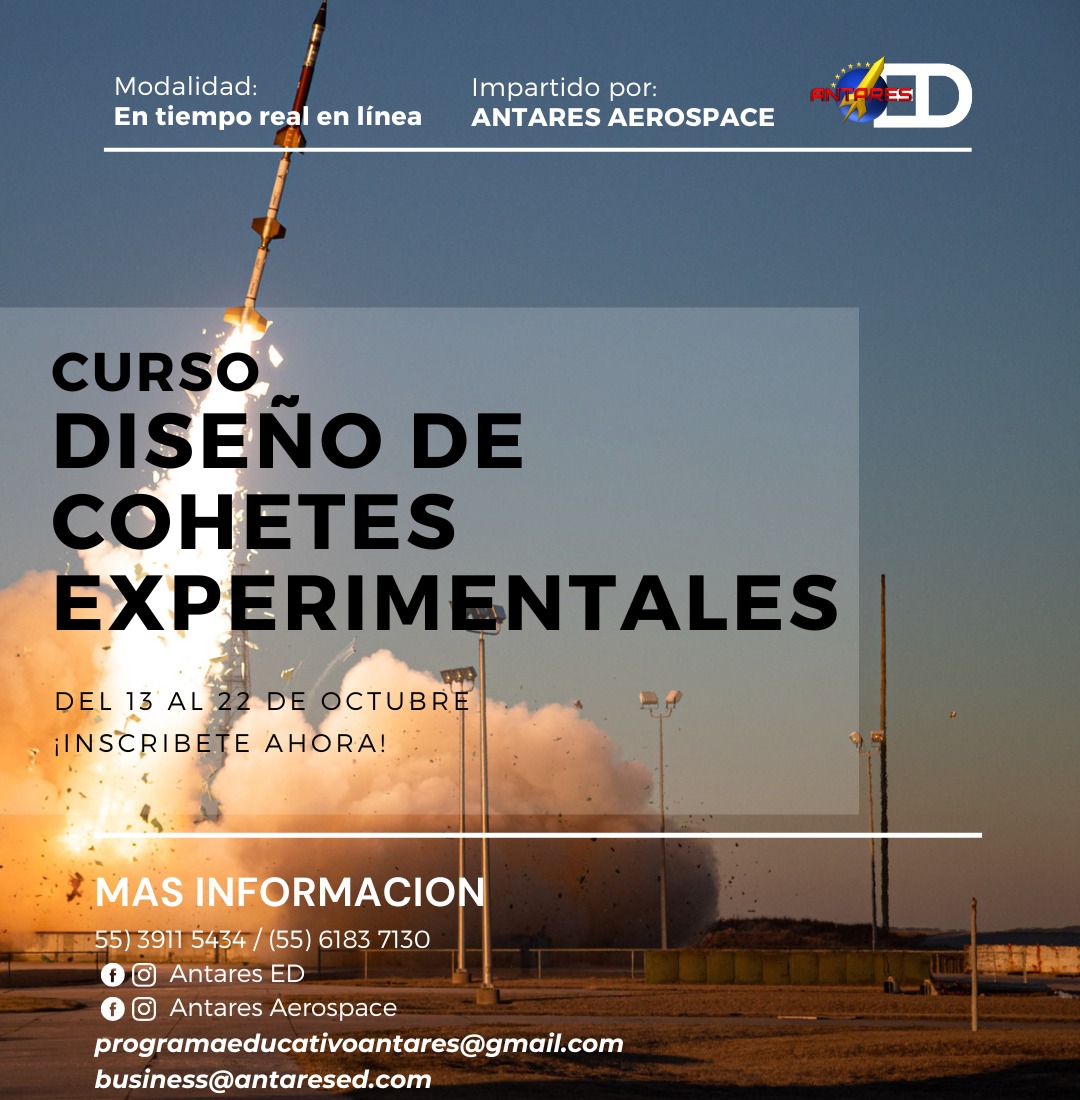 Modalidad:
En tiempo real en línea
Impartido por:
ANTARES AEROSPACE
ANTARES ED
CURSO
DISEÑO DE
COHETES
EXPERIMENTALES
DEL 13 AL 22 DE OCTUBRE
¡INSCRIBETE AHORA!
MAS INFORMACION
55) 3911 5434 / (55) 6183 7130
Antares ED
Antares Aerospace
programaeducativoantares@gmail.com
business@antaresed.com